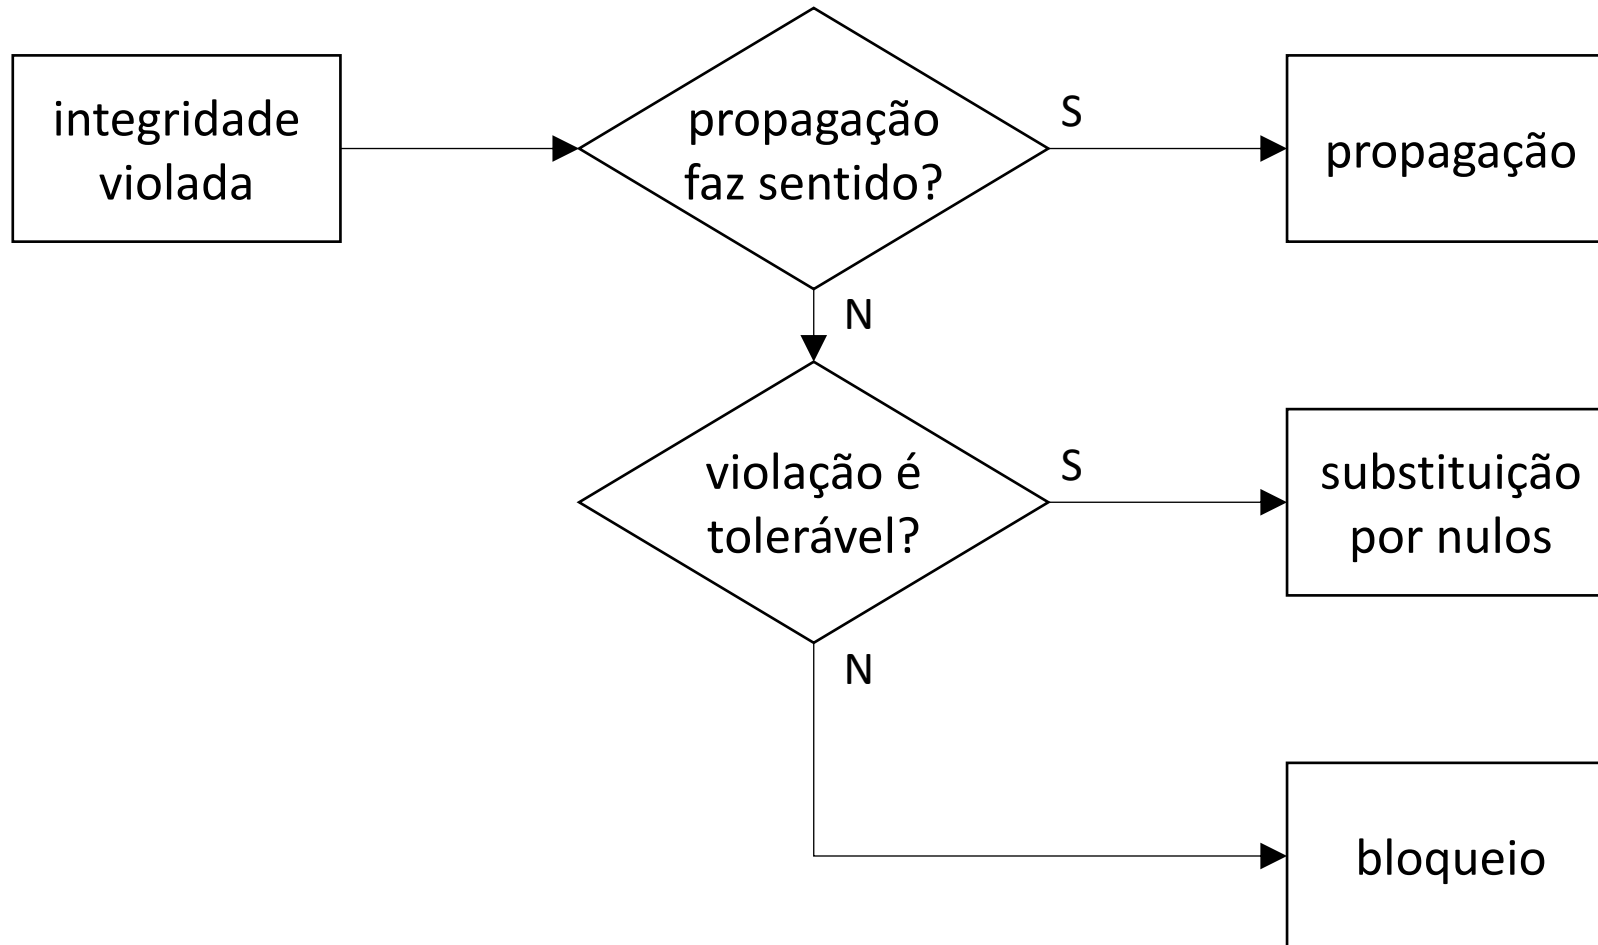 integridade
violada
propagação
faz sentido?
S
propagação
N
violação é
tolerável?
S
substituição
por nulos
N
bloqueio